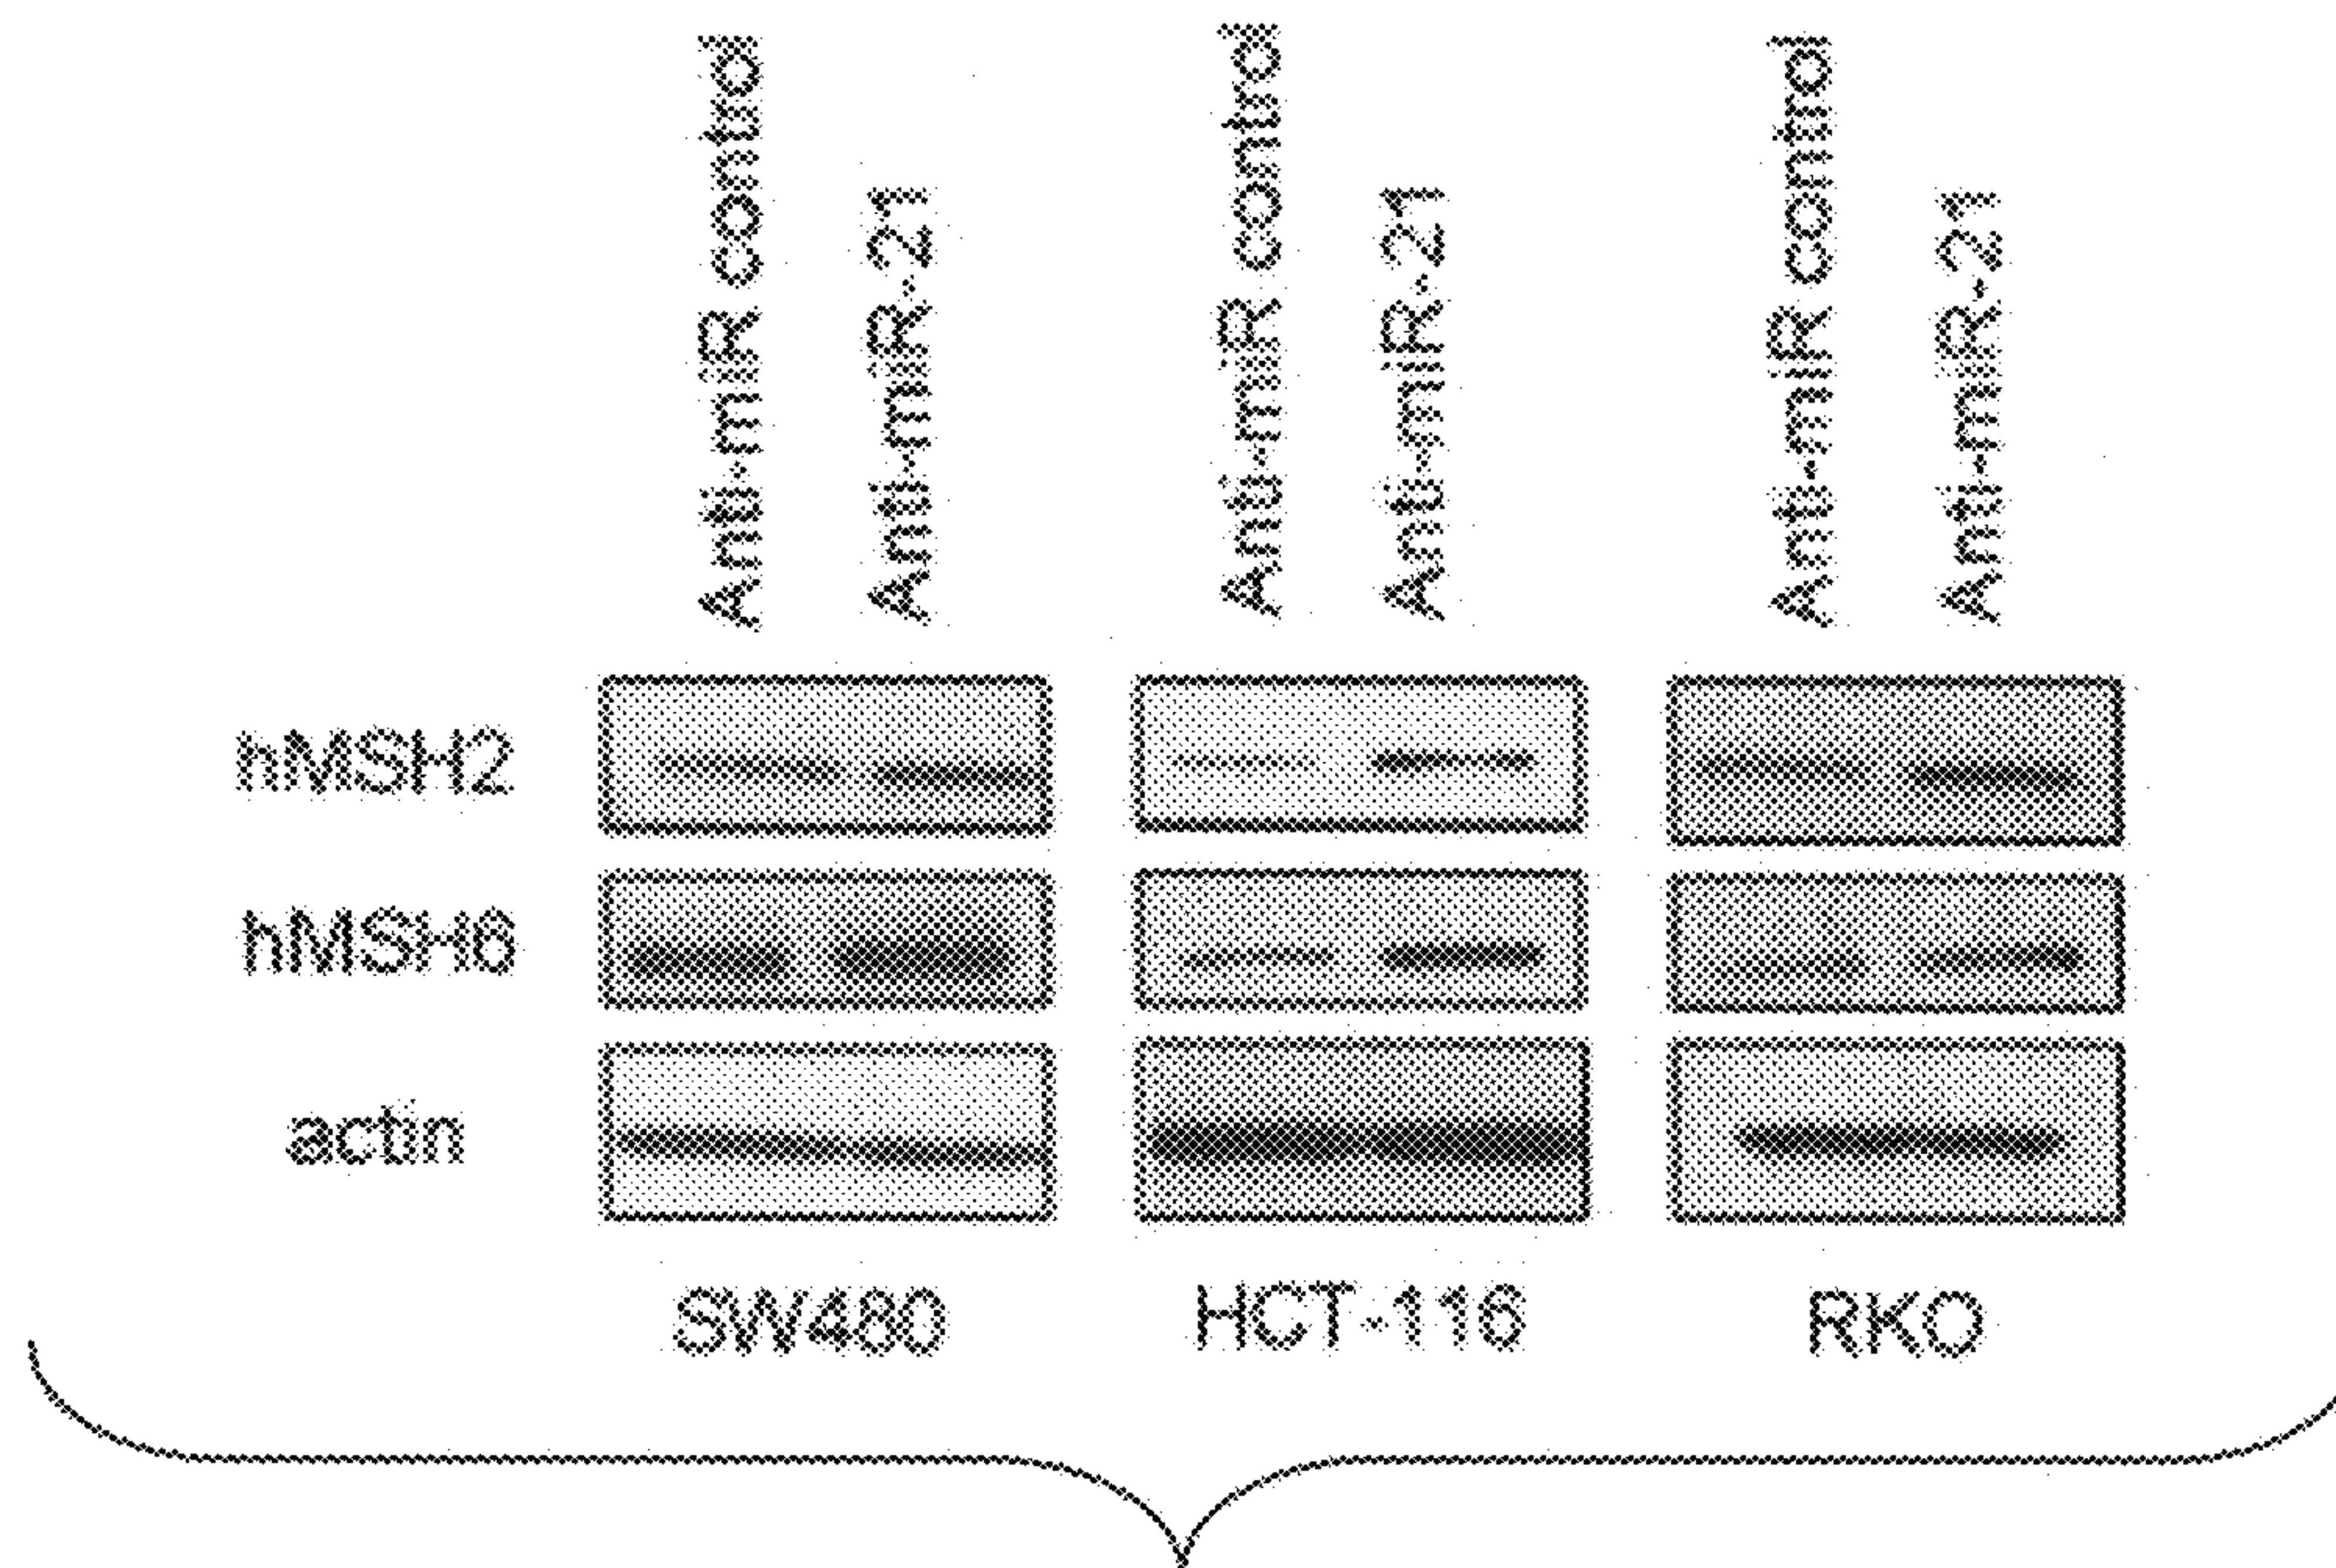 Anti-miR control
Anti-miR-21
Anti-miR control
Anti-miR-21
Anti-miR control
Anti-miR-21
hMSH2
hMSH6
actin
SW480
HCT-116
RKO